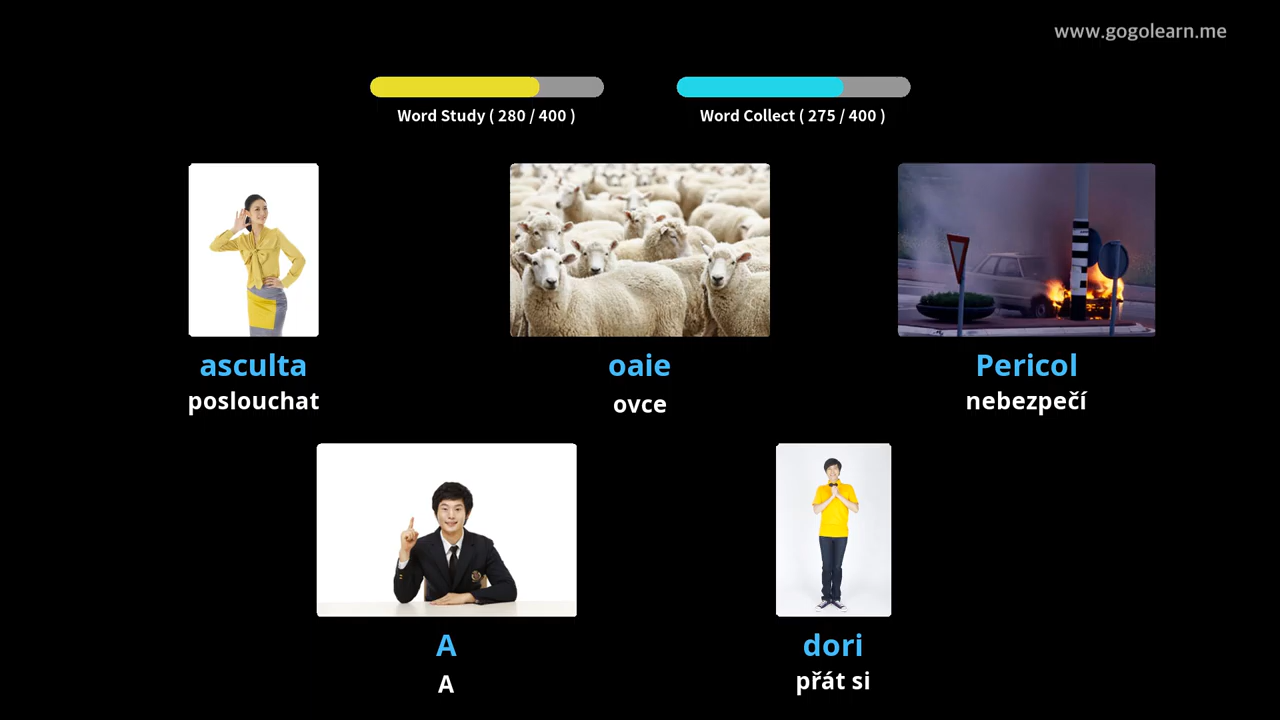 www.gogolearn.me
Word Study ( 280 / 400 )
Word Collect ( 275 / 400 )
asculta
poslouchat
oaie
ovce
Pericol
nebezpečí
A
A
dori
přát si